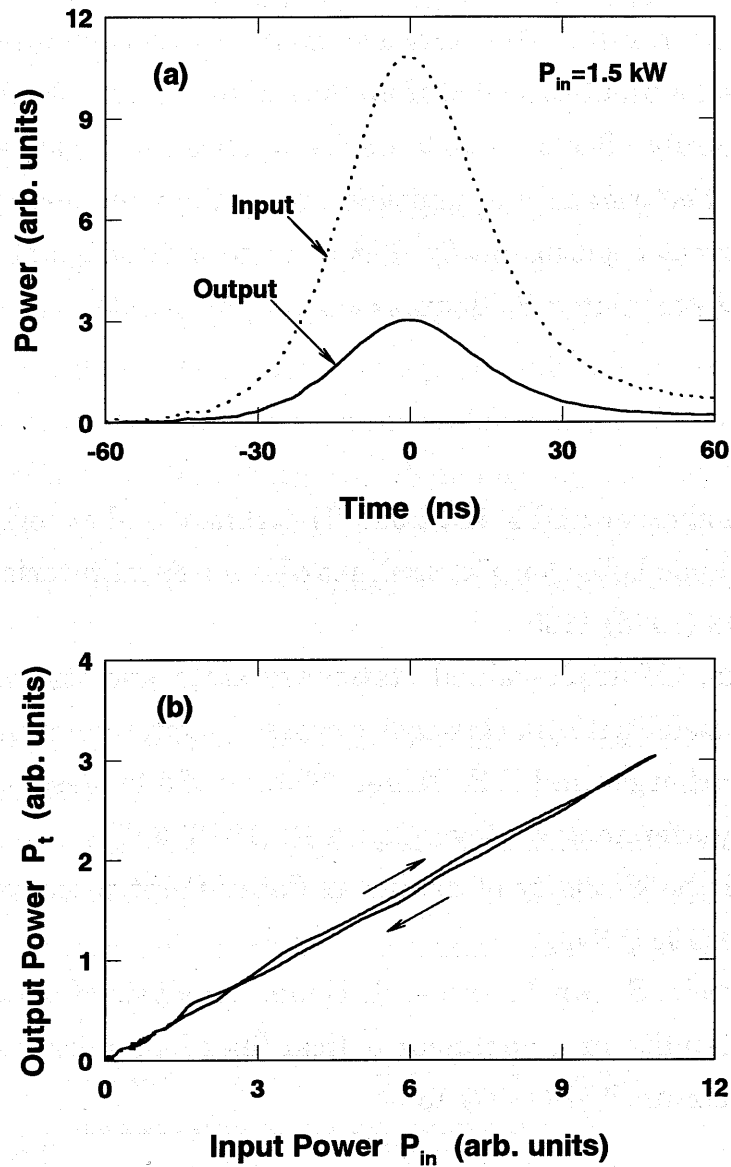 12
(a)
P_in=1.5 kW
9
Input
6
Output
3
0
-60
-30
0
30
60
Power (arb. units)
Time (ns)
4
(b)
3
2
1
0
0
3
6
9
12
Output Power P_t (arb. units)
Input Power P_in (arb. units)